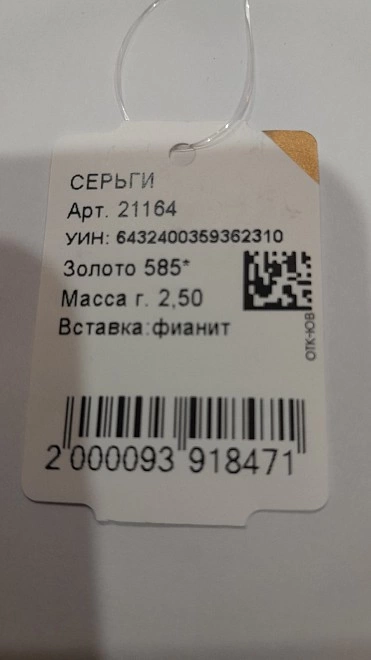 СЕРЬГИ
Арт. 21164
УИН: 6432400359362310
Золото 585*
Масса г. 2,50
Вставка:фианит
ОТК-ЮВ
2 000093 918471